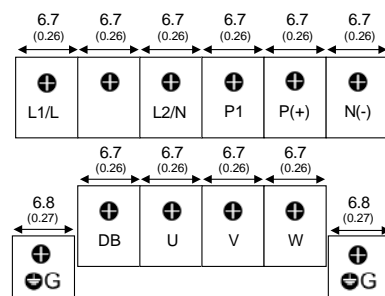 6.7 6.7 6.7 6.7 6.7 6.7
(0.26) (0.26) (0.26) (0.26) (0.26) (0.26)
L1/L L2/N P1 P(+) N(-)
6.7 6.7 6.7 6.7
(0.26) (0.26) (0.26) (0.26)
6.8 6.8
(0.27) (0.27)
DB U V W
G G